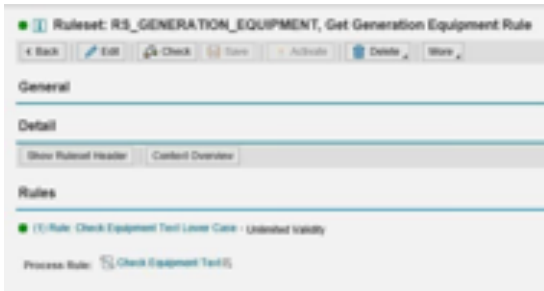 Ruleset: RS_GENERATION_EQUIPMENT, Get Generation Equipment Rule
Back Edit Check Save Activate Delete More
General
Detail
Show Ruleset Header Context Overview
Rules
(1) Rule: Check Equipment Text Lower Case - Unlimited Validity
Process Rule: Check Equipment Text